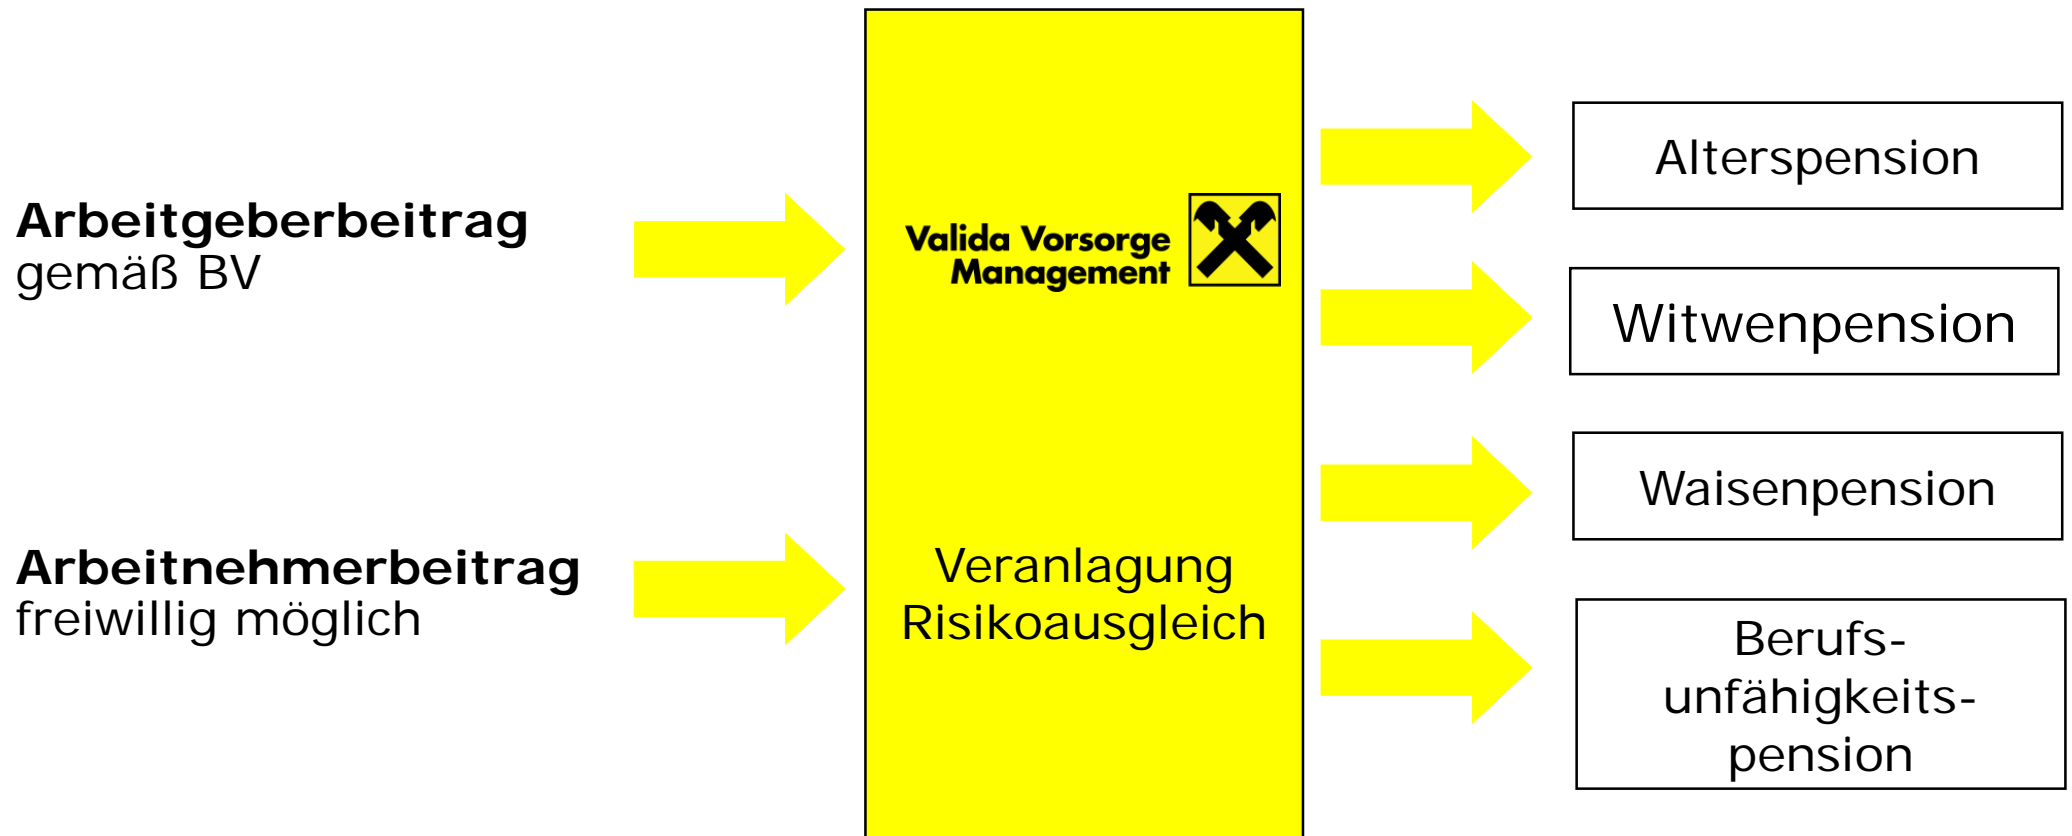 Arbeitgeberbeitrag
gemäß BV
Arbeitnehmerbeitrag
freiwillig möglich
Valida Vorsorge
Management
Veranlagung
Risikoausgleich
Alterspension
Witwenpension
Waisenpension
Berufs-
unfähigkeits-
pension